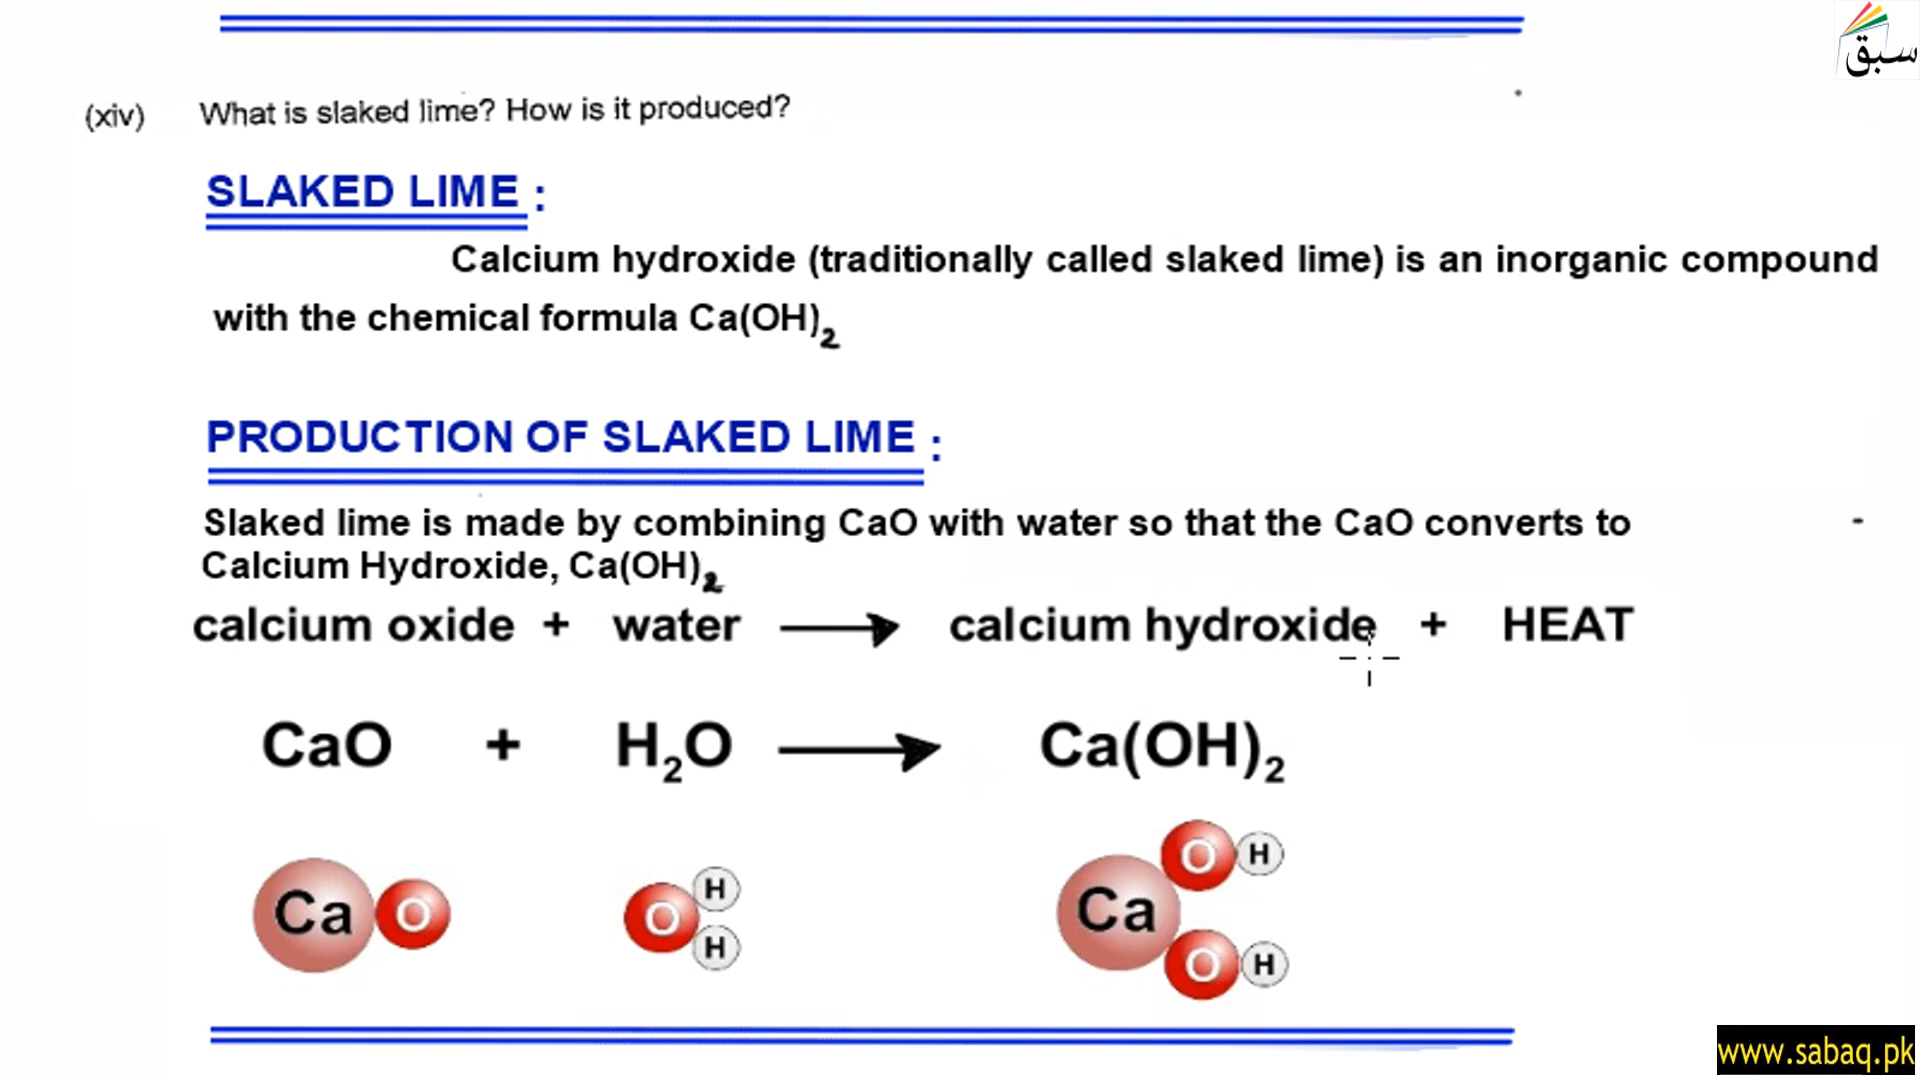 سبق
(xiv) What is slaked lime? How is it produced?
SLAKED LIME :
Calcium hydroxide (traditionally called slaked lime) is an inorganic compound
with the chemical formula Ca(OH)₂
PRODUCTION OF SLAKED LIME :
Slaked lime is made by combining CaO with water so that the CaO converts to
Calcium Hydroxide, Ca(OH)₂
calcium oxide + water ⟶ calcium hydroxide + HEAT
CaO + H₂O ⟶ Ca(OH)₂
Ca O O H H Ca O H O H
www.sabaq.pk